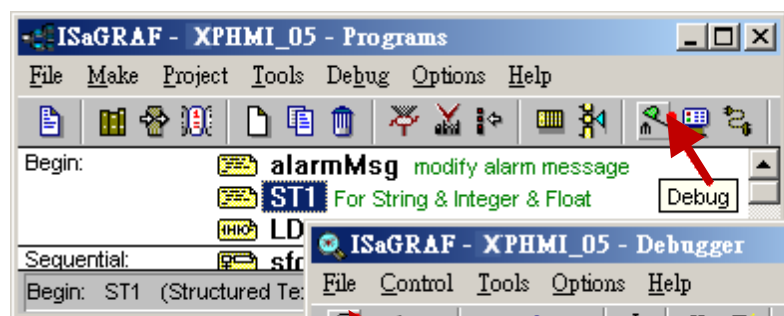 ISaGRAF - XPHMI_05 - Programs
File Make Project Tools Debug Options Help
Begin: alarmMsg modify alarm message
ST1 For String & Integer & Float
Debug
LD
Sequential: sfc
Begin: ST1 (Structured Te
ISaGRAF - XPHMI_05 - Debugger
File Control Tools Options Help